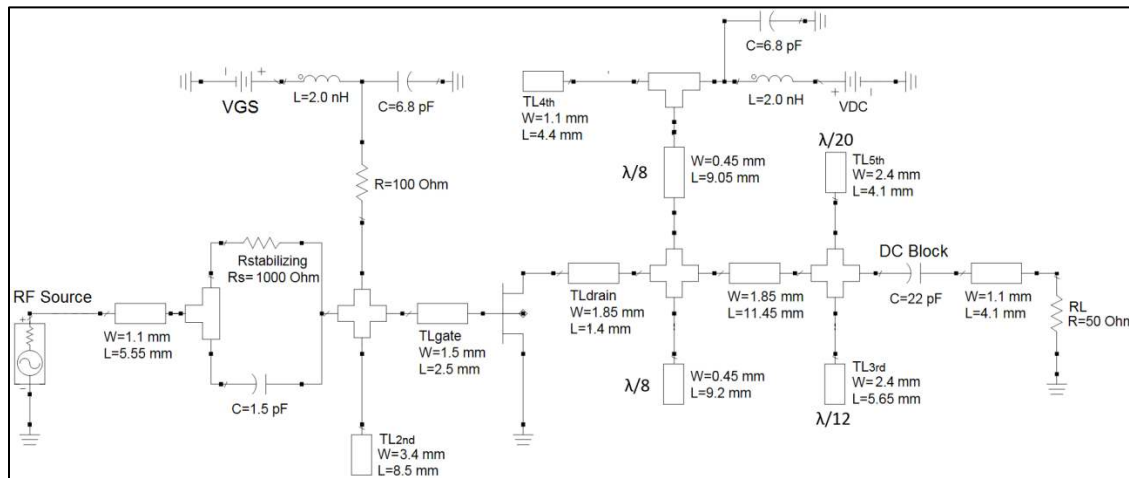 C=6.8 pF
VGS
L=2.0 nH
C=6.8 pF
TL4th
W=1.1 mm
L=4.4 mm
L=2.0 nH
VDC
λ/8
W=0.45 mm
L=9.05 mm
λ/20
TL5th
W=2.4 mm
L=4.1 mm
R=100 Ohm
Rstabilizing
Rs= 1000 Ohm
RF Source
W=1.1 mm
L=5.55 mm
C=1.5 pF
TLgate
W=1.5 mm
L=2.5 mm
TL2nd
W=3.4 mm
L=8.5 mm
TLdrain
W=1.85 mm
L=1.4 mm
W=1.85 mm
L=11.45 mm
DC Block
C=22 pF
W=1.1 mm
L=4.1 mm
RL
R=50 Ohm
λ/8
W=0.45 mm
L=9.2 mm
TL3rd
W=2.4 mm
L=5.65 mm
λ/12